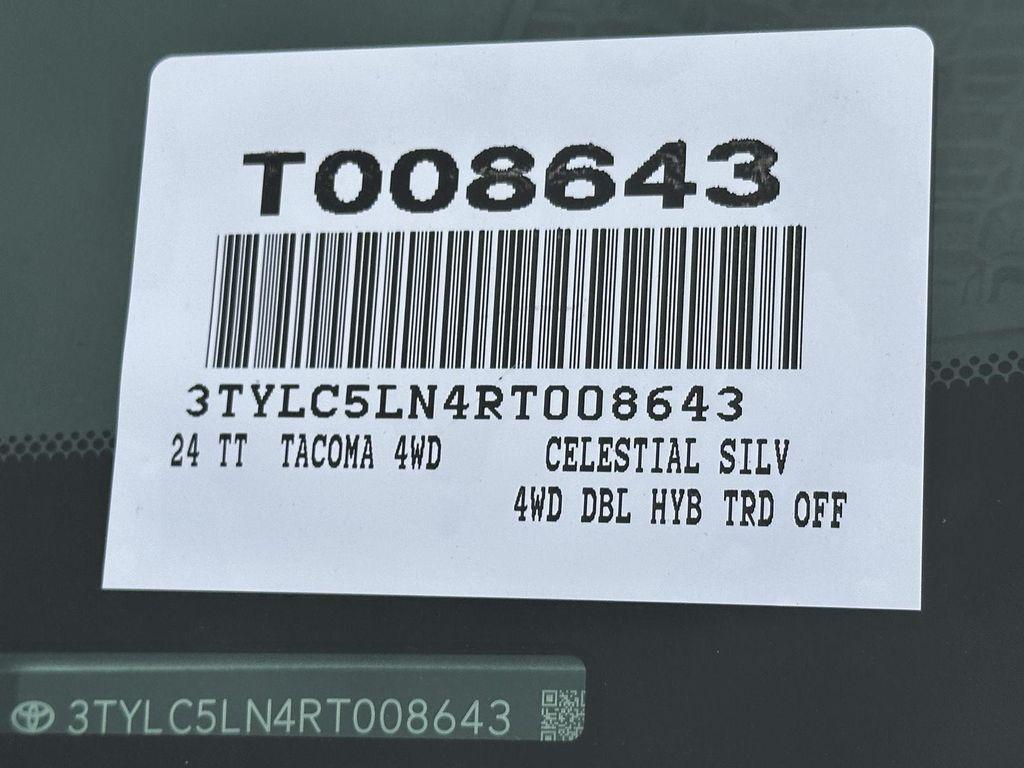 T008643
3TYLC5LN4RT008643
24 TT TACOMA 4WD CELESTIAL SILV
4WD DBL HYB TRD OFF
3TYLC5LN4RT008643